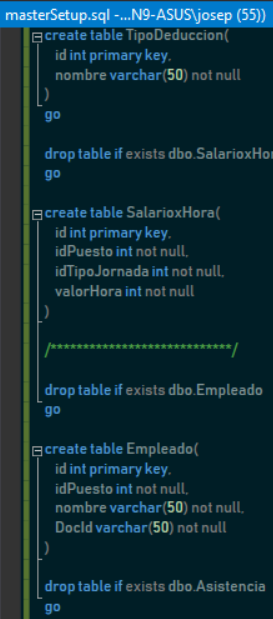 masterSetup.sql -...N9-ASUS\josep (55))
create table TipoDeduccion(
id int primary key,
nombre varchar(50) not null
)
go
drop table if exists dbo.SalarioxHor
go
create table SalarioxHora(
id int primary key,
idPuesto int not null,
idTipoJornada int not null,
valorHora int not null
)
/****************************/
drop table if exists dbo.Empleado
go
create table Empleado(
id int primary key,
idPuesto int not null,
nombre varchar(50) not null,
DocId varchar(50) not null
)
drop table if exists dbo.Asistencia
go